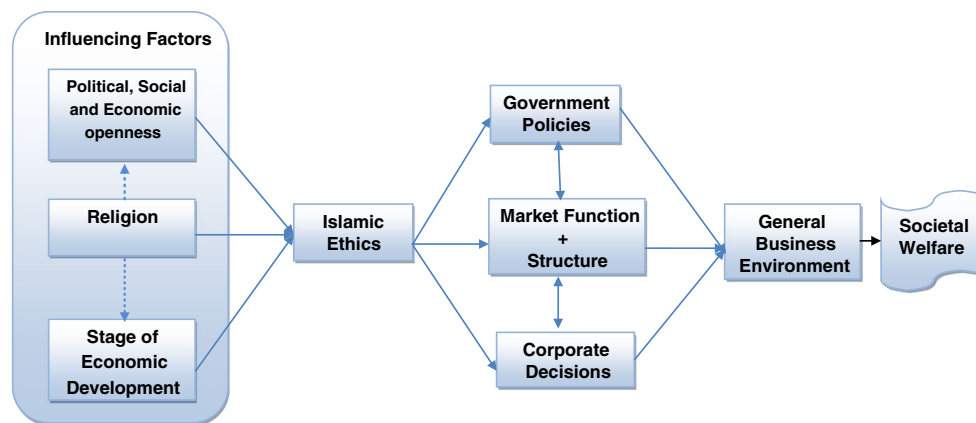 Influencing Factors
Political, Social
and Economic
openness
Religion
Stage of
Economic
Development
Islamic
Ethics
Government
Policies
Market Function
+
Structure
Corporate
Decisions
General
Business
Environment
Societal
Welfare